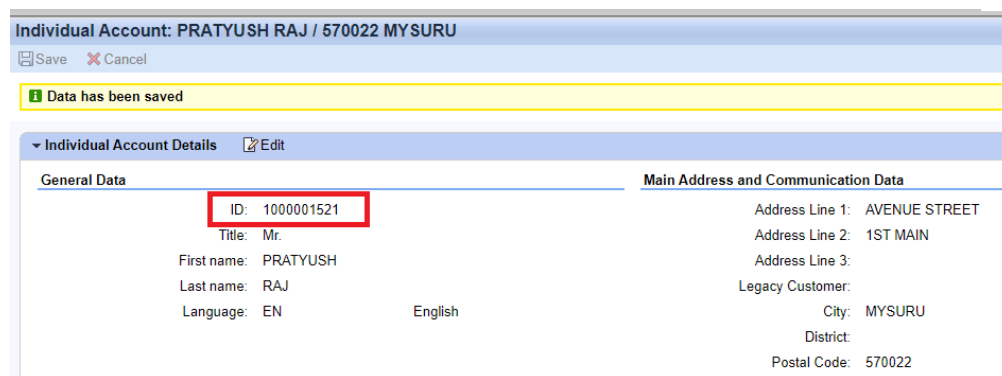 Individual Account: PRATYUSH RAJ / 570022 MYSURU
Save Cancel
Data has been saved
Individual Account Details Edit
General Data
ID: 1000001521
Title: Mr.
First name: PRATYUSH
Last name: RAJ
Language: EN English
Main Address and Communication Data
Address Line 1: AVENUE STREET
Address Line 2: 1ST MAIN
Address Line 3:
Legacy Customer:
City: MYSURU
District:
Postal Code: 570022